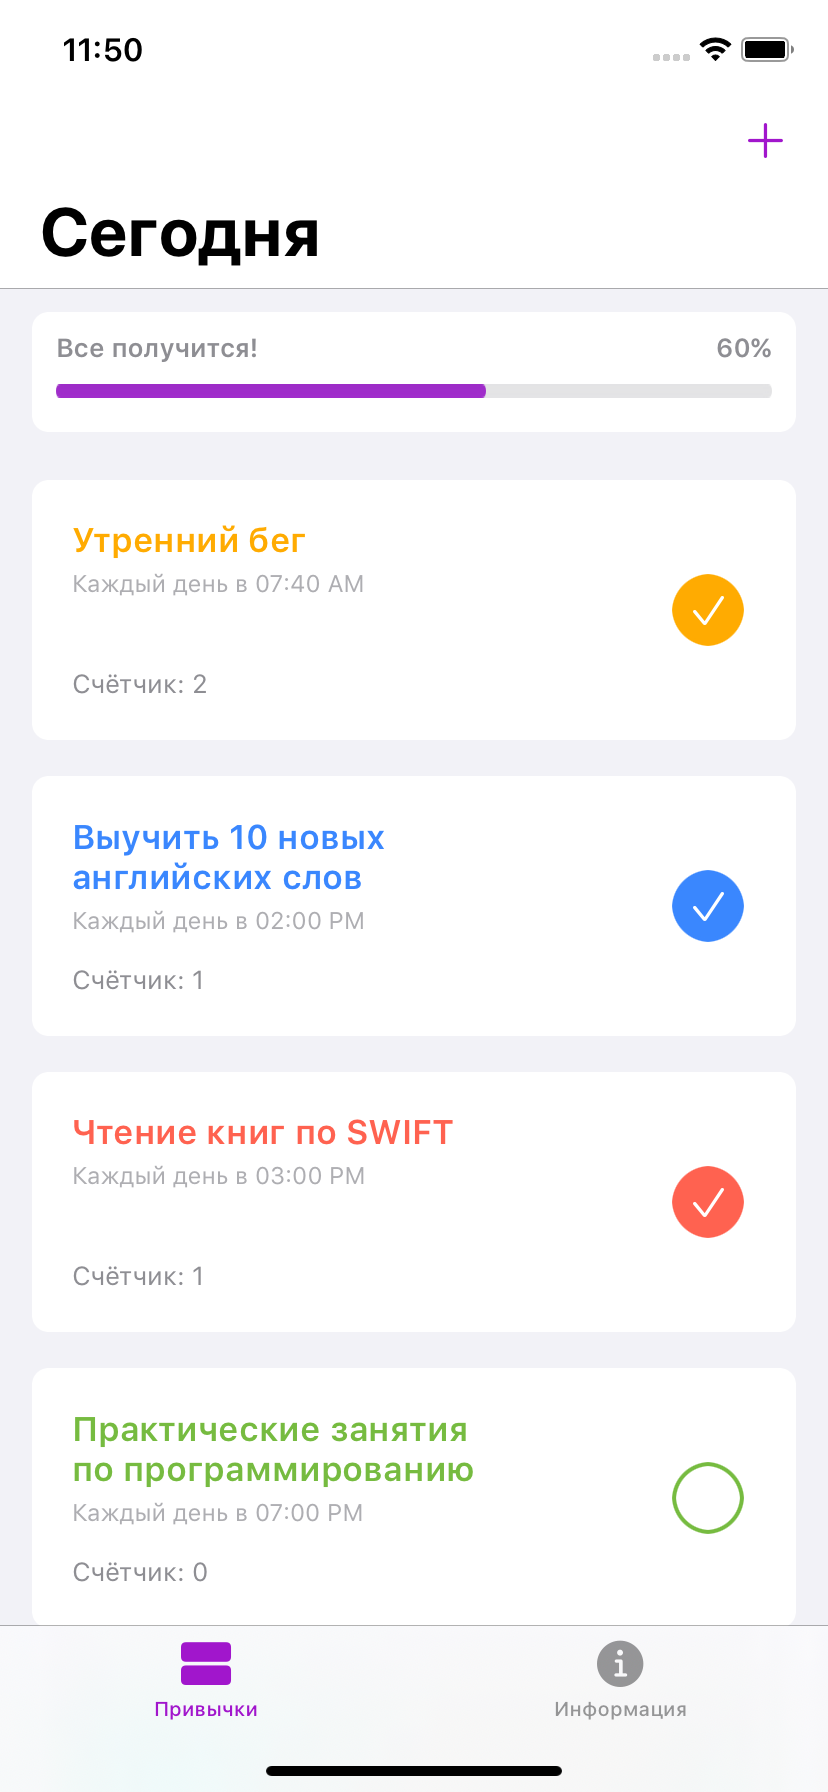 11:50
Сегодня
Все получится! 60%
Утренний бег
Каждый день в 07:40 AM
Счётчик: 2
Выучить 10 новых
английских слов
Каждый день в 02:00 PM
Счётчик: 1
Чтение книг по SWIFT
Каждый день в 03:00 PM
Счётчик: 1
Практические занятия
по программированию
Каждый день в 07:00 PM
Счётчик: 0
Привычки Информация